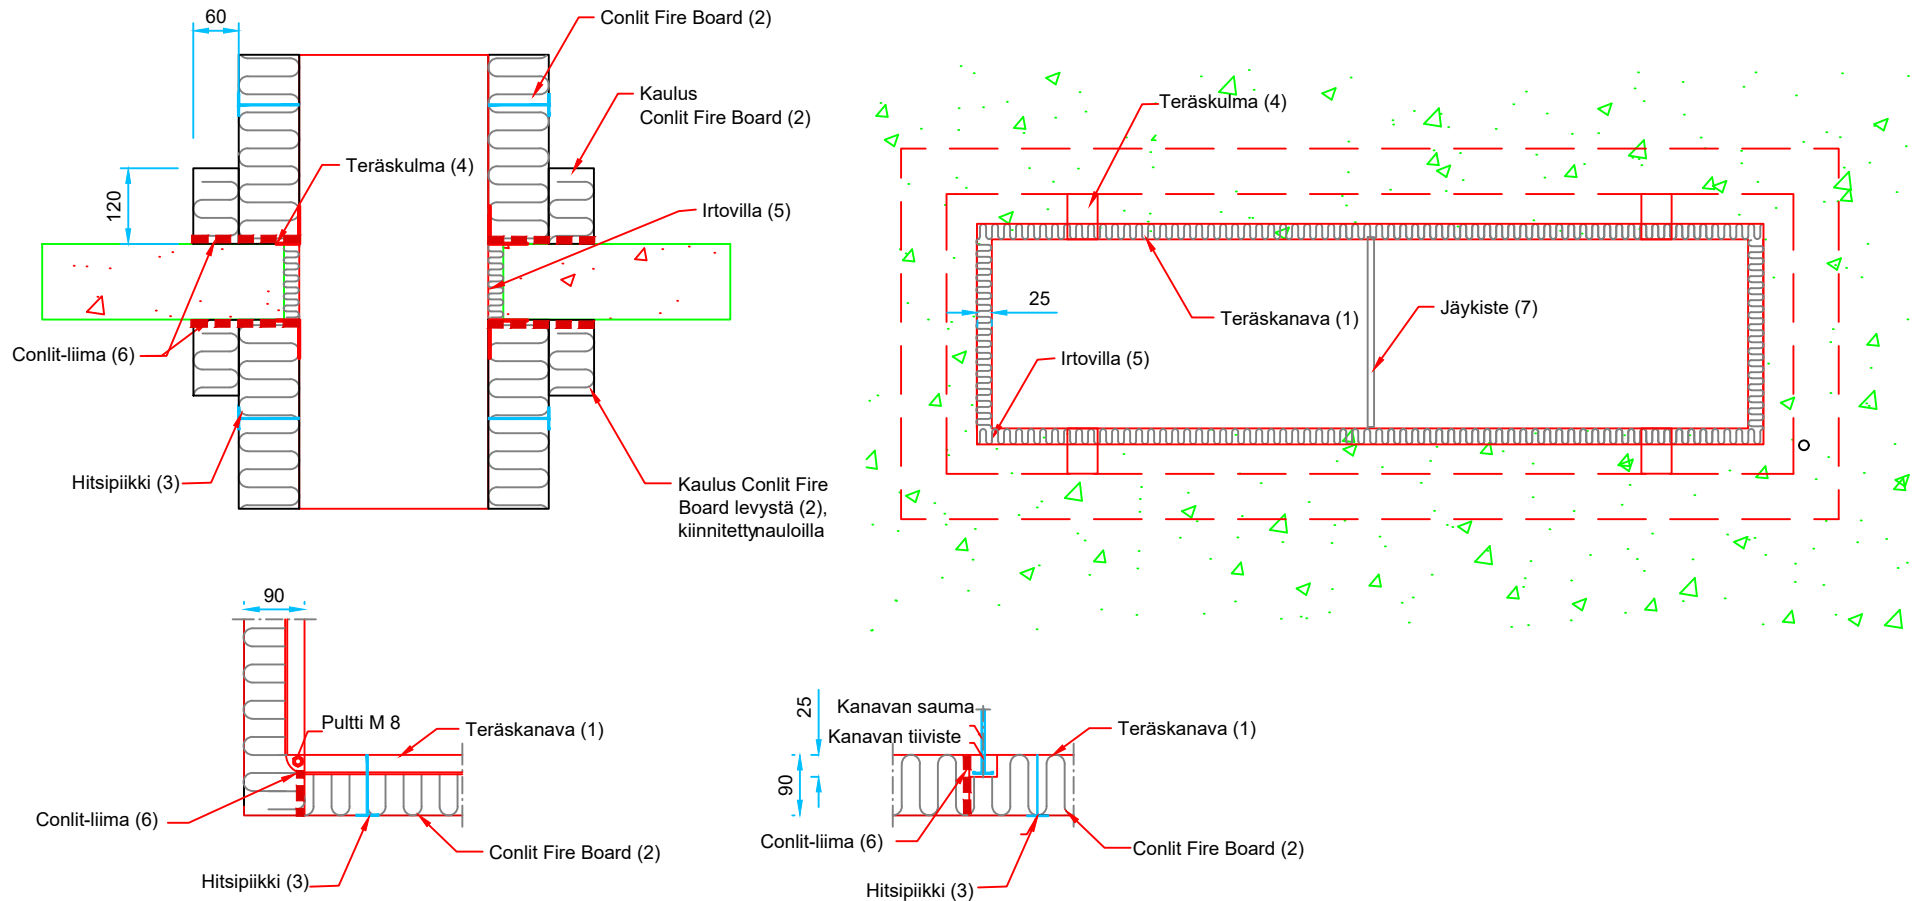 60
Conlit Fire Board (2)
Kaulus
Conlit Fire Board (2)
Teräskulma (4)
120
Irtovilla (5)
Conlit-liima (6)
Hitsipiikki (3)
Kaulus Conlit Fire
Board levystä (2),
kiinnitettynauloilla
Teräskulma (4)
25
Teräskanava (1)
Jäykiste (7)
Irtovilla (5)
90
Pultti M 8
Teräskanava (1)
Conlit-liima (6)
Conlit Fire Board (2)
Hitsipiikki (3)
25
Kanavan sauma
Kanavan tiiviste
Teräskanava (1)
90
Conlit-liima (6)
Conlit Fire Board (2)
Hitsipiikki (3)